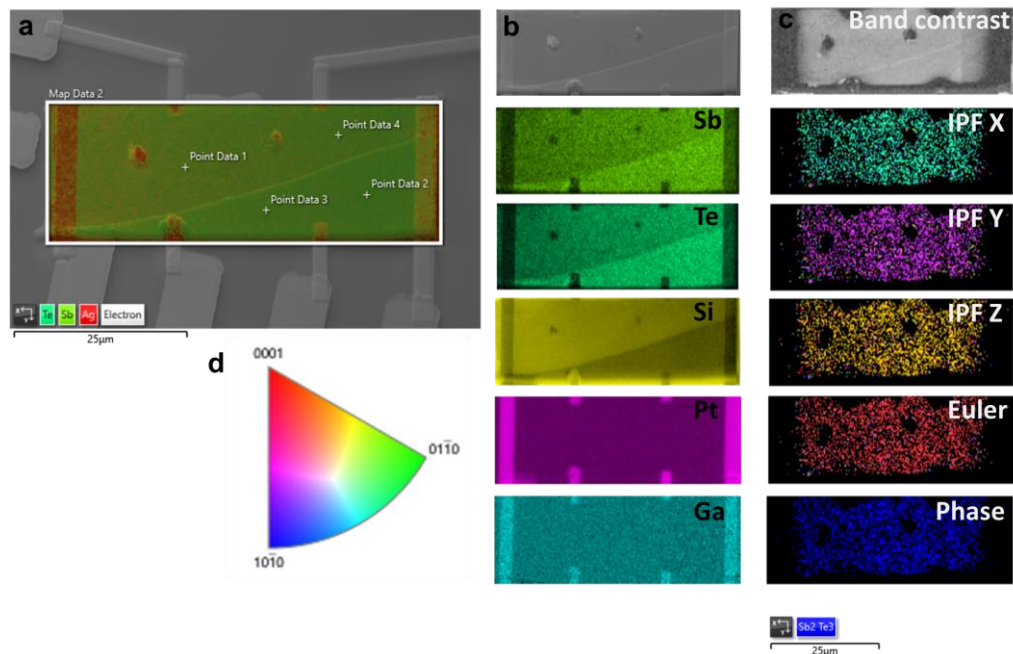 a
Map Data 2
Point Data 4
Point Data 1
Point Data 2
Point Data 3
Te Sb Ag Electron
25µm
b
Sb
Te
Si
Pt
Ga
c Band contrast
IPF X
IPF Y
IPF Z
Euler
Phase
Sb2 Te3
25µm
d
0001
011̄0
101̄0